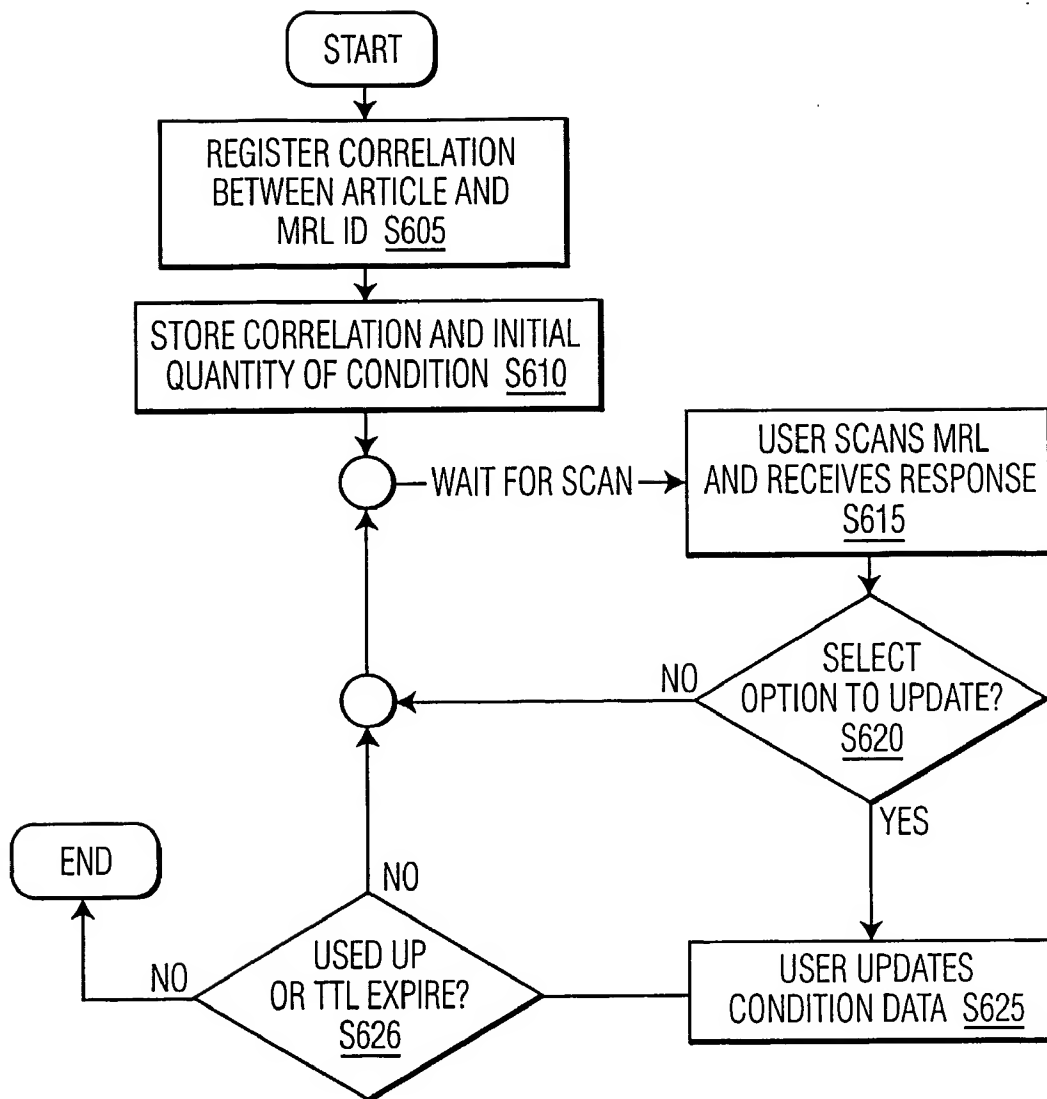 START
REGISTER CORRELATION
BETWEEN ARTICLE AND
MRL ID S605
STORE CORRELATION AND INITIAL
QUANTITY OF CONDITION S610
WAIT FOR SCAN
USER SCANS MRL
AND RECEIVES RESPONSE
S615
SELECT
OPTION TO UPDATE?
S620
NO
YES
USER UPDATES
CONDITION DATA S625
USED UP
OR TTL EXPIRE?
S626
NO
NO
END